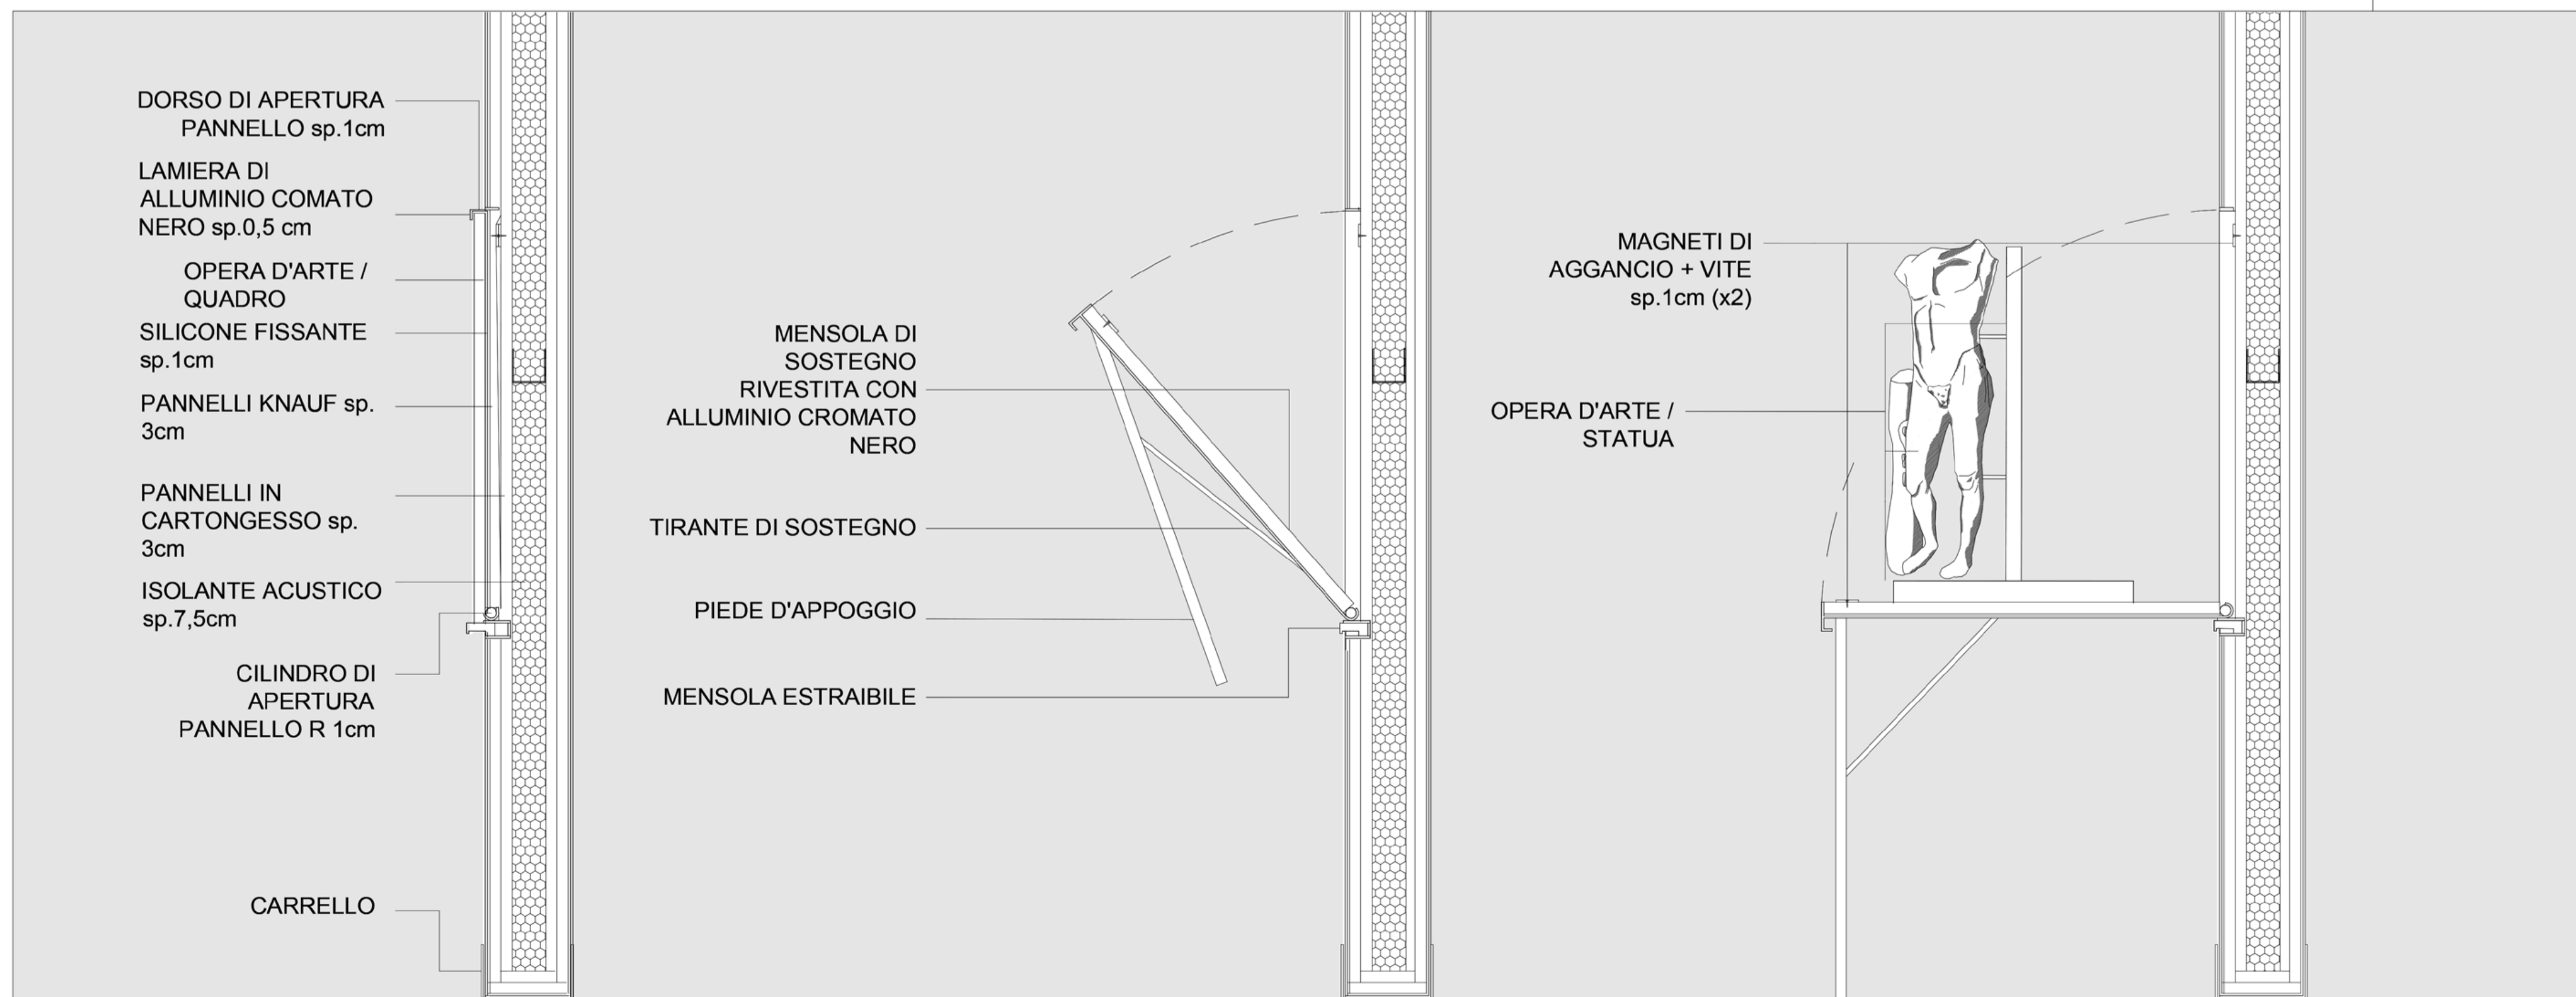 DORSO DI APERTURA
PANNELLO sp.1cm
LAMIERA DI
ALLUMINIO COMATO
NERO sp.0,5 cm
OPERA D'ARTE /
QUADRO
SILICONE FISSANTE
sp.1cm
PANNELLI KNAUF sp.
3cm
PANNELLI IN
CARTONGESSO sp.
3cm
ISOLANTE ACUSTICO
sp.7,5cm
CILINDRO DI
APERTURA
PANNELLO R 1cm
CARRELLO
MENSOLA DI
SOSTEGNO
RIVESTITA CON
ALLUMINIO CROMATO
NERO
TIRANTE DI SOSTEGNO
PIEDE D'APPOGGIO
MENSOLA ESTRAIBILE
MAGNETI DI
AGGANCIO + VITE
sp.1cm (x2)
OPERA D'ARTE /
STATUA